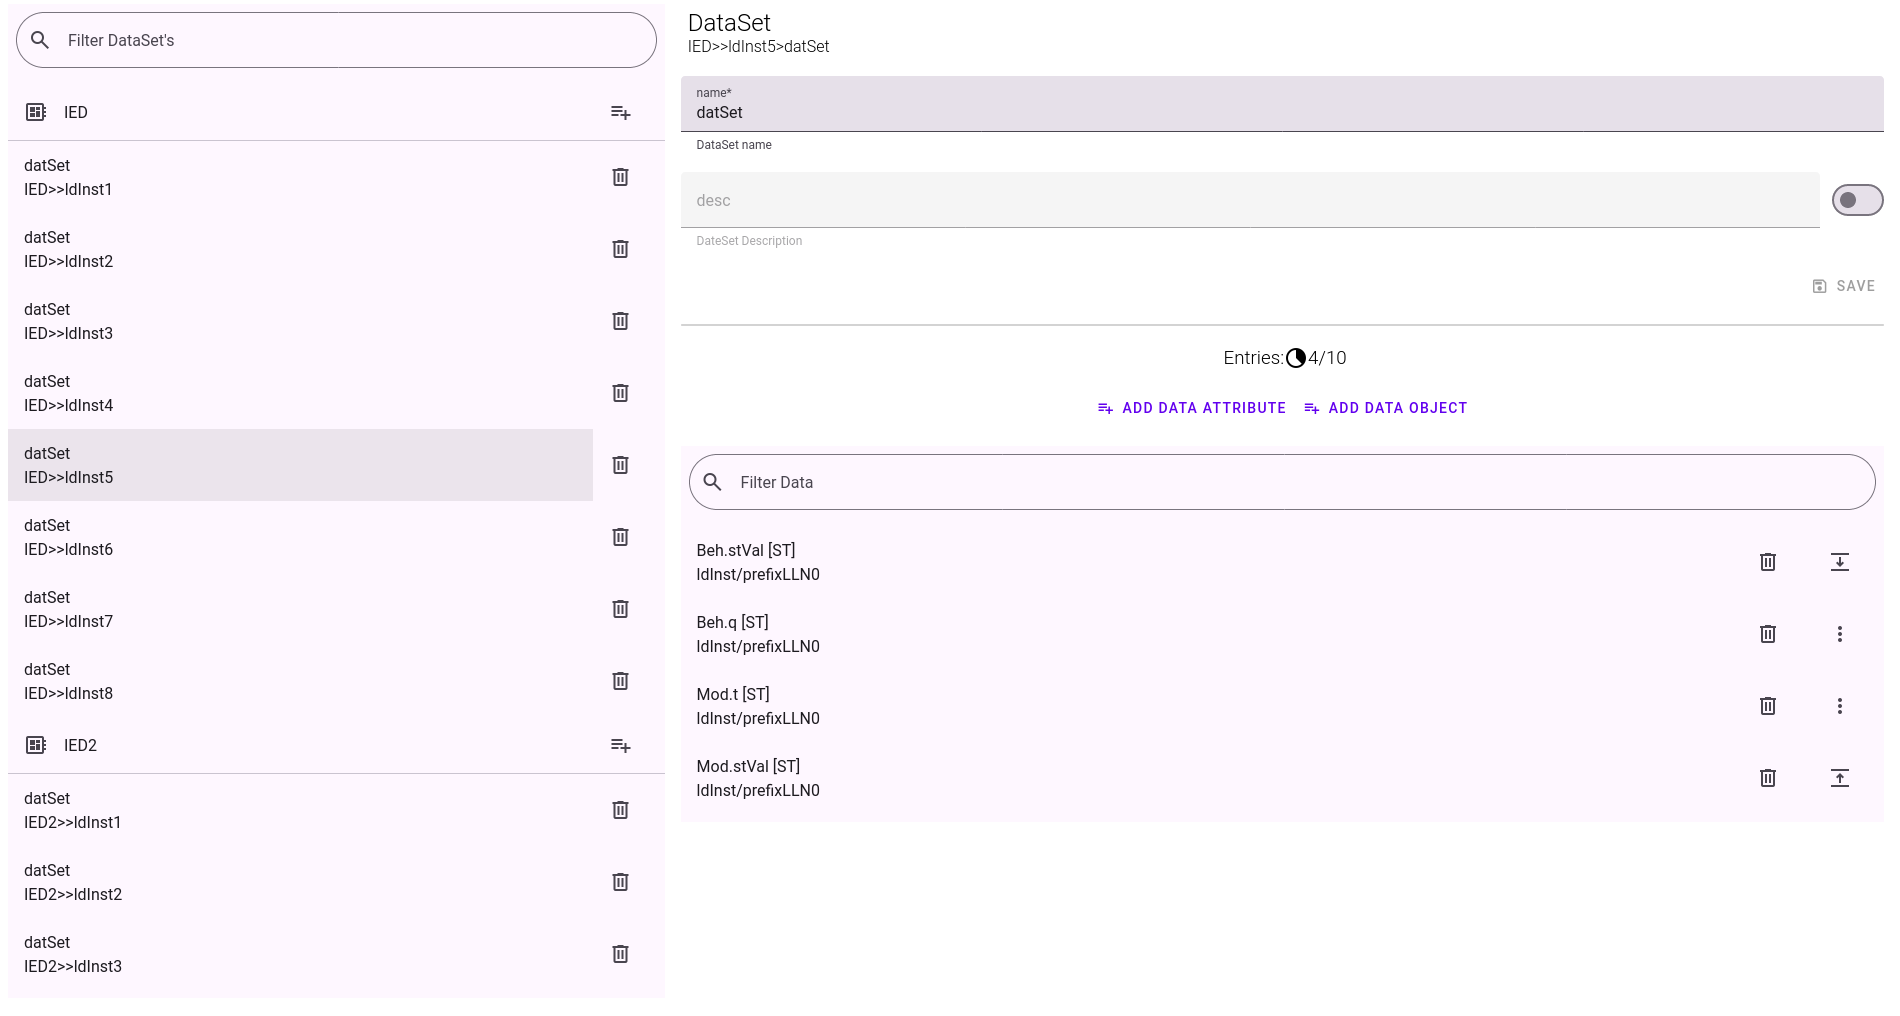 Filter DataSet's
IED
datSet
IED>>ldInst1
datSet
IED>>ldInst2
datSet
IED>>ldInst3
datSet
IED>>ldInst4
datSet
IED>>ldInst5
datSet
IED>>ldInst6
datSet
IED>>ldInst7
datSet
IED>>ldInst8
IED2
datSet
IED2>>ldInst1
datSet
IED2>>ldInst2
datSet
IED2>>ldInst3
DataSet
IED>>ldInst5>datSet
name*
datSet
DataSet name
desc
DateSet Description
SAVE
Entries: 4/10
ADD DATA ATTRIBUTE ADD DATA OBJECT
Filter Data
Beh.stVal [ST]
ldInst/prefixLLN0
Beh.q [ST]
ldInst/prefixLLN0
Mod.t [ST]
ldInst/prefixLLN0
Mod.stVal [ST]
ldInst/prefixLLN0